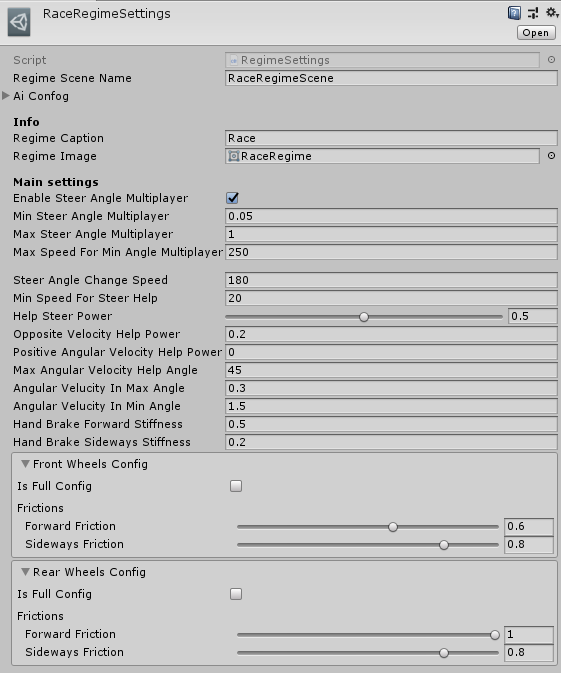 RaceRegimeSettings
Open
Script RegimeSettings
Regime Scene Name RaceRegimeScene
Ai Confog
Info
Regime Caption Race
Regime Image RaceRegime
Main settings
Enable Steer Angle Multiplayer
Min Steer Angle Multiplayer 0.05
Max Steer Angle Multiplayer 1
Max Speed For Min Angle Multiplayer 250
Steer Angle Change Speed 180
Min Speed For Steer Help 20
Help Steer Power 0.5
Opposite Velocity Help Power 0.2
Positive Angular Velocity Help Power 0
Max Angular Velocity Help Angle 45
Angular Velucity In Max Angle 0.3
Angular Velucity In Min Angle 1.5
Hand Brake Forward Stiffness 0.5
Hand Brake Sideways Stiffness 0.2
Front Wheels Config
Is Full Config
Frictions
Forward Friction 0.6
Sideways Friction 0.8
Rear Wheels Config
Is Full Config
Frictions
Forward Friction 1
Sideways Friction 0.8